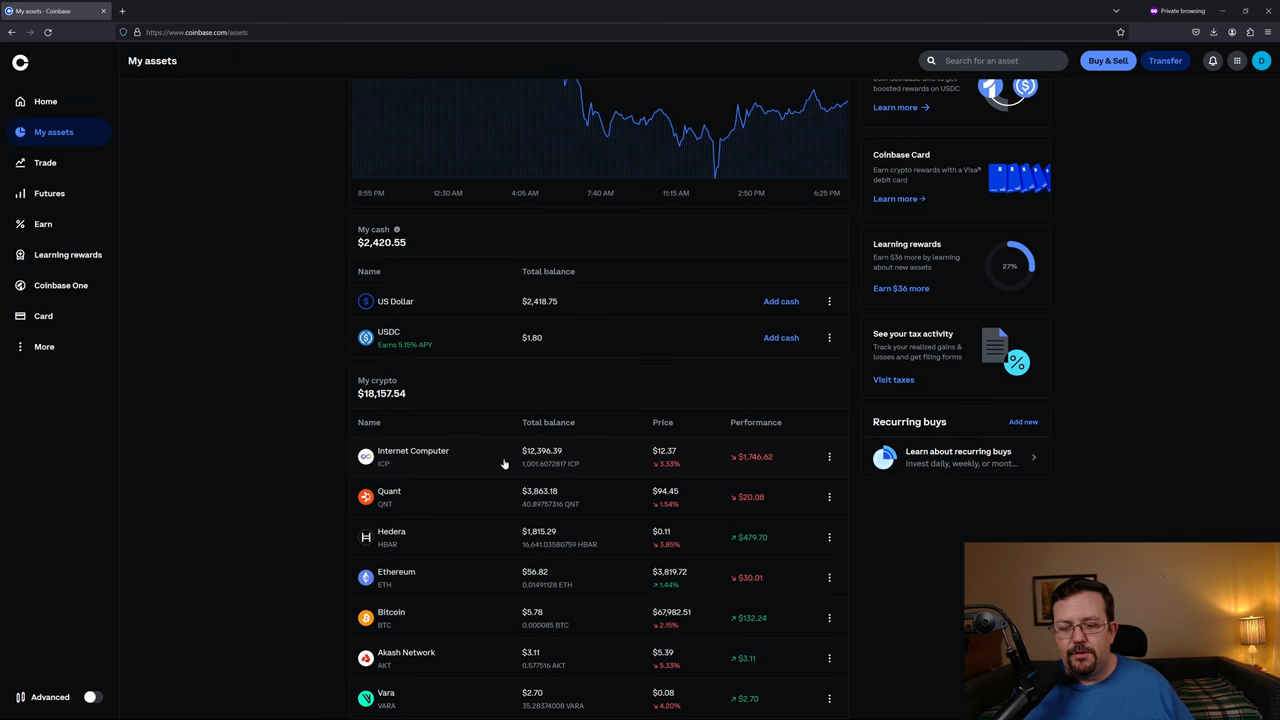 My assets - Coinbase
Private browsing
https://www.coinbase.com/assets
My assets
Search for an asset
Buy & Sell
Transfer
D
Home
My assets
Trade
Futures
Earn
Learning rewards
Coinbase One
Card
More
Advanced
8:55 PM 12:30 AM 4:05 AM 7:40 AM 11:15 AM 2:50 PM 6:25 PM
My cash
$2,420.55
Name Total balance
US Dollar $2,418.75 Add cash
USDC
Earns 5.15% APY
$1.80 Add cash
My crypto
$18,157.54
Name Total balance Price Performance
Internet Computer $12,396.39 $12.37
ICP 1,001.6072817 ICP ↘ 3.33%
↘ $1,746.62
Quant $3,863.18 $94.45
QNT 40.89757315 QNT ↘ 1.54%
↘ $20.08
Hedera $1,815.29 $0.11
HBAR 16,641.03580759 HBAR ↘ 3.85%
↗ $479.70
Ethereum $56.82 $3,819.72
ETH 0.01491128 ETH ↗ 1.44%
↘ $30.01
Bitcoin $5.78 $67,982.51
BTC 0.000085 BTC ↘ 2.15%
↗ $132.24
Akash Network $3.11 $5.39
AKT 0.577516 AKT ↘ 5.33%
↗ $3.11
Vara $2.70 $0.08
VARA 35.28374008 VARA ↘ 4.20%
↗ $2.70
boosted rewards on USDC
Learn more →
Coinbase Card
Earn crypto rewards with a Visa®
debit card
Learn more →
Learning rewards
Earn $36 more by learning
about new assets
Earn $36 more
27%
See your tax activity
Track your realized gains &
losses and get filing forms
Visit taxes
Recurring buys Add new
Learn about recurring buys
Invest daily, weekly, or mont...